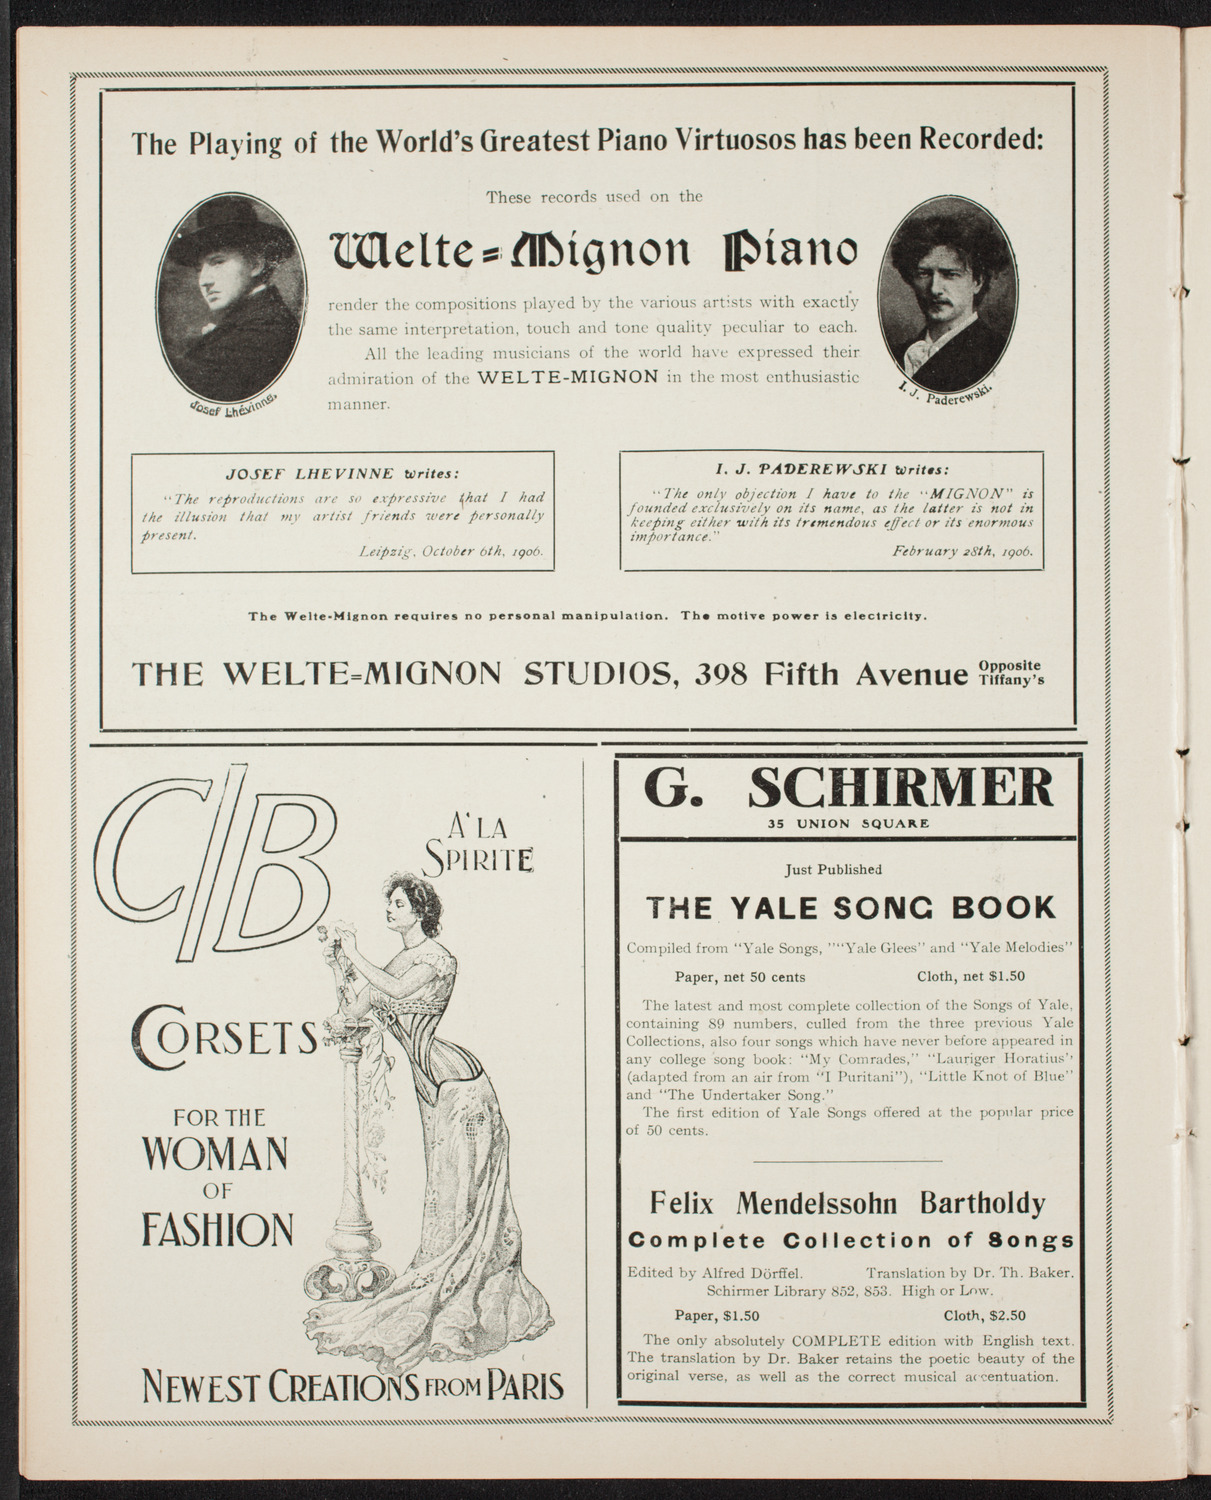 The Playing of the World's Greatest Piano Virtuosos has been Recorded:
These records used on the
Welte=Mignon Piano
render the compositions played by the various artists with exactly
the same interpretation, touch and tone quality peculiar to each.
All the leading musicians of the world have expressed their
admiration of the WELTE-MIGNON in the most enthusiastic
manner.
Josef Lhévinne.
I. J. Paderewski.
JOSEF LHEVINNE writes:
"The reproductions are so expressive that I had
the illusion that my artist friends were personally
present.
Leipzig, October 6th, 1906.
I. J. PADEREWSKI writes:
"The only objection I have to the "MIGNON" is
founded exclusively on its name, as the latter is not in
keeping either with its tremendous effect or its enormous
importance."
February 28th, 1906.
The Welte-Mignon requires no personal manipulation. The motive power is electricity.
THE WELTE=MIGNON STUDIOS, 398 Fifth Avenue Opposite
Tiffany's
C/B
A' LA
SPIRITE
CORSETS
FOR THE
WOMAN
OF
FASHION
NEWEST CREATIONS FROM PARIS
G. SCHIRMER
35 UNION SQUARE
Just Published
THE YALE SONG BOOK
Compiled from "Yale Songs, ""Yale Glees" and "Yale Melodies"
Paper, net 50 cents Cloth, net $1.50
The latest and most complete collection of the Songs of Yale,
containing 89 numbers, culled from the three previous Yale
Collections, also four songs which have never before appeared in
any college song book: "My Comrades," "Lauriger Horatius"
(adapted from an air from "I Puritani"), "Little Knot of Blue"
and "The Undertaker Song."
The first edition of Yale Songs offered at the popular price
of 50 cents.
Felix Mendelssohn Bartholdy
Complete Collection of Songs
Edited by Alfred Dörffel. Translation by Dr. Th. Baker.
Schirmer Library 852, 853. High or Low.
Paper, $1.50 Cloth, $2.50
The only absolutely COMPLETE edition with English text.
The translation by Dr. Baker retains the poetic beauty of the
original verse, as well as the correct musical accentuation.